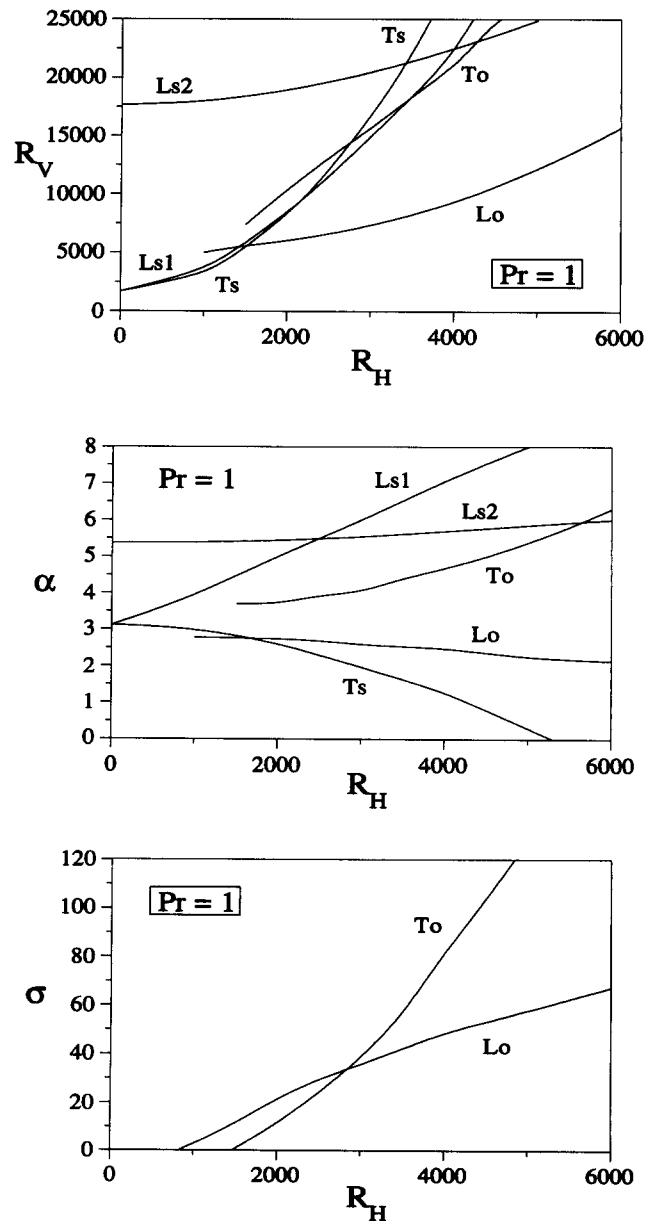 25000
20000
15000
10000
5000
0
R_V
Ls2
Ts
To
Lo
Ls1
Ts
Pr = 1
0
2000
4000
6000
R_H
8
7
6
5
4
3
2
1
0
α
Pr = 1
Ls1
Ls2
To
Lo
Ts
0
2000
4000
6000
R_H
120
100
80
60
40
20
0
σ
Pr = 1
To
Lo
0
2000
4000
6000
R_H